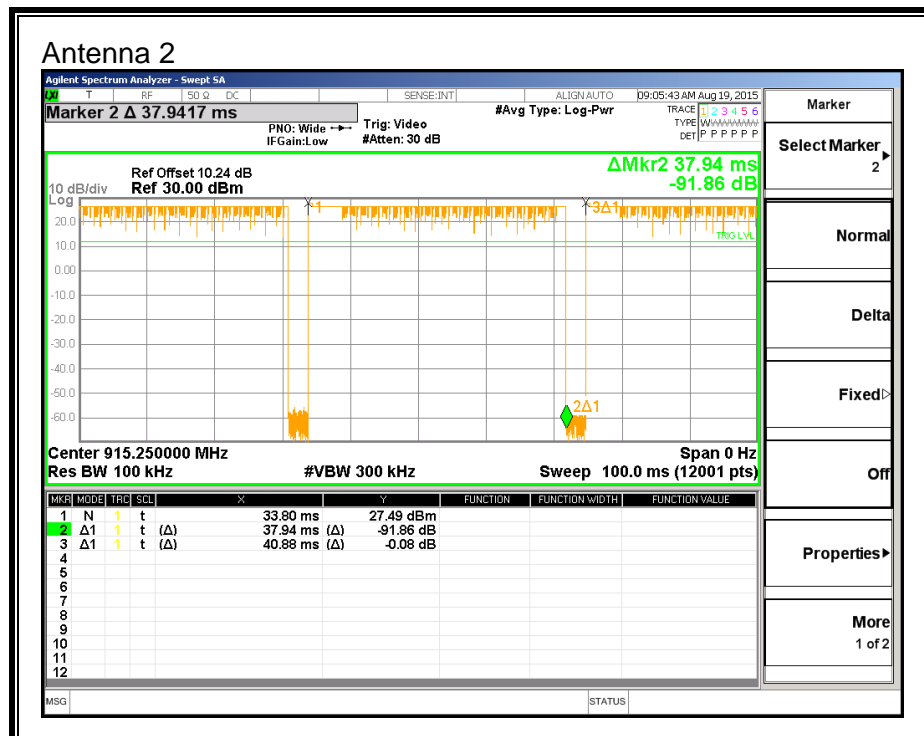 Antenna 2
Agilent Spectrum Analyzer - Swept SA
LXI T RF 50 Ω DC SENSE:INT ALIGN AUTO 09:05:43 AM Aug 19, 2015
Marker 2 Δ 37.9417 ms
PNO: Wide
IFGain:Low
Trig: Video
#Atten: 30 dB
#Avg Type: Log-Pwr
TRACE 1 2 3 4 5 6
TYPE WWWWWWW
DET P P P P P P
ΔMkr2 37.94 ms
-91.86 dB
Ref Offset 10.24 dB
10 dB/div Ref 30.00 dBm
Log
1
3Δ1
20.0
TRIG LVL
10.0
0.00
-10.0
-20.0
-30.0
-40.0
-50.0
2Δ1
-60.0
Center 915.250000 MHz Span 0 Hz
Res BW 100 kHz #VBW 300 kHz Sweep 100.0 ms (12001 pts)
MKR MODE TRC SCL X Y FUNCTION FUNCTION WIDTH FUNCTION VALUE
1 N 1 t 33.80 ms 27.49 dBm
2 Δ1 1 t (Δ) 37.94 ms (Δ) -91.86 dB
3 Δ1 1 t (Δ) 40.88 ms (Δ) -0.08 dB
4
5
6
7
8
9
10
11
12
MSG STATUS
Marker
Select Marker
2
Normal
Delta
Fixed
Off
Properties
More
1 of 2